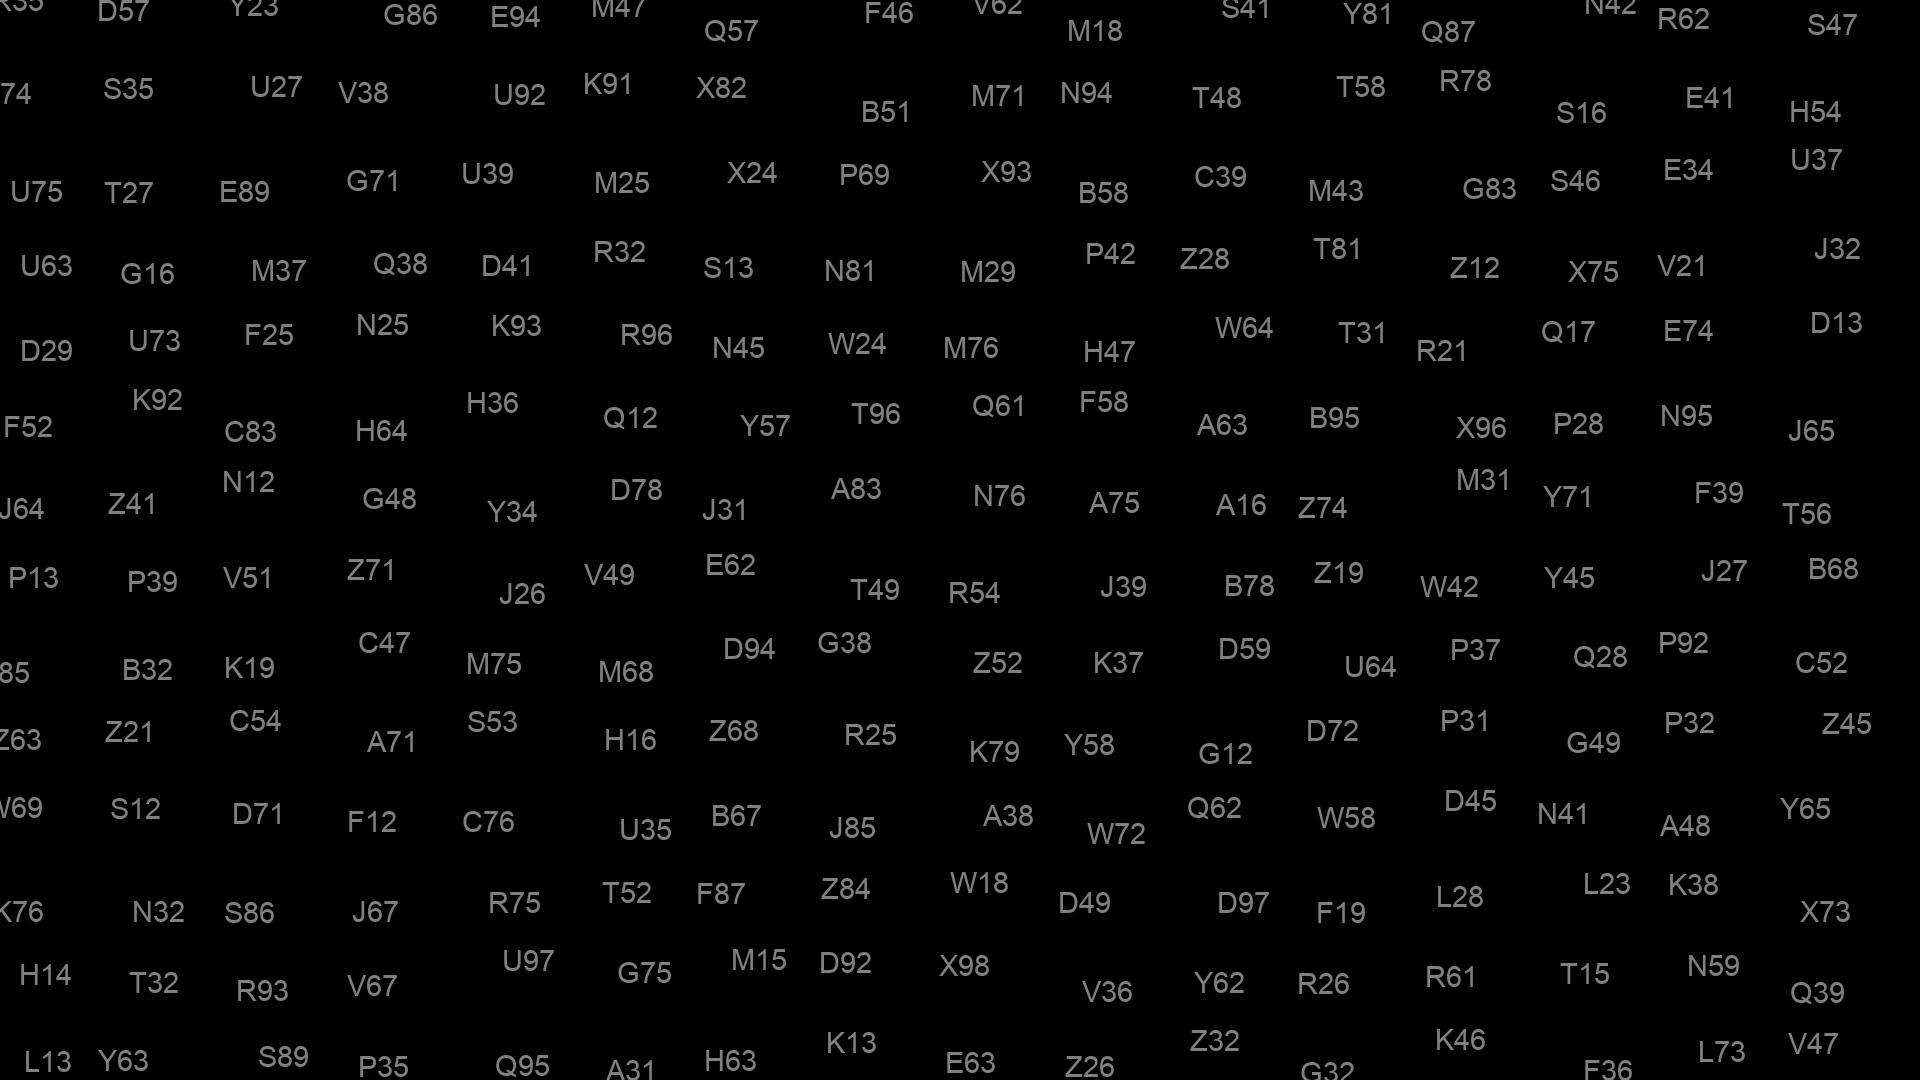 R35 D57 Y23 G86 E94 M47 Q57 F46 V62 M18 S41 Y81 Q87 N42 R62 S47
74 S35 U27 V38 U92 K91 X82 B51 M71 N94 T48 T58 R78 S16 E41 H54
U75 T27 E89 G71 U39 M25 X24 P69 X93 B58 C39 M43 G83 S46 E34 U37
U63 G16 M37 Q38 D41 R32 S13 N81 M29 P42 Z28 T81 Z12 X75 V21 J32
D29 U73 F25 N25 K93 R96 N45 W24 M76 H47 W64 T31 R21 Q17 E74 D13
F52 K92 C83 H64 H36 Q12 Y57 T96 Q61 F58 A63 B95 X96 P28 N95 J65
J64 Z41 N12 G48 Y34 D78 J31 A83 N76 A75 A16 Z74 M31 Y71 F39 T56
P13 P39 V51 Z71 J26 V49 E62 T49 R54 J39 B78 Z19 W42 Y45 J27 B68
85 B32 K19 C47 M75 M68 D94 G38 Z52 K37 D59 U64 P37 Q28 P92 C52
Z63 Z21 C54 A71 S53 H16 Z68 R25 K79 Y58 G12 D72 P31 G49 P32 Z45
W69 S12 D71 F12 C76 U35 B67 J85 A38 W72 Q62 W58 D45 N41 A48 Y65
K76 N32 S86 J67 R75 T52 F87 Z84 W18 D49 D97 F19 L28 L23 K38 X73
H14 T32 R93 V67 U97 G75 M15 D92 X98 V36 Y62 R26 R61 T15 N59 Q39
L13 Y63 S89 P35 Q95 A31 H63 K13 E63 Z26 Z32 G32 K46 F36 L73 V47